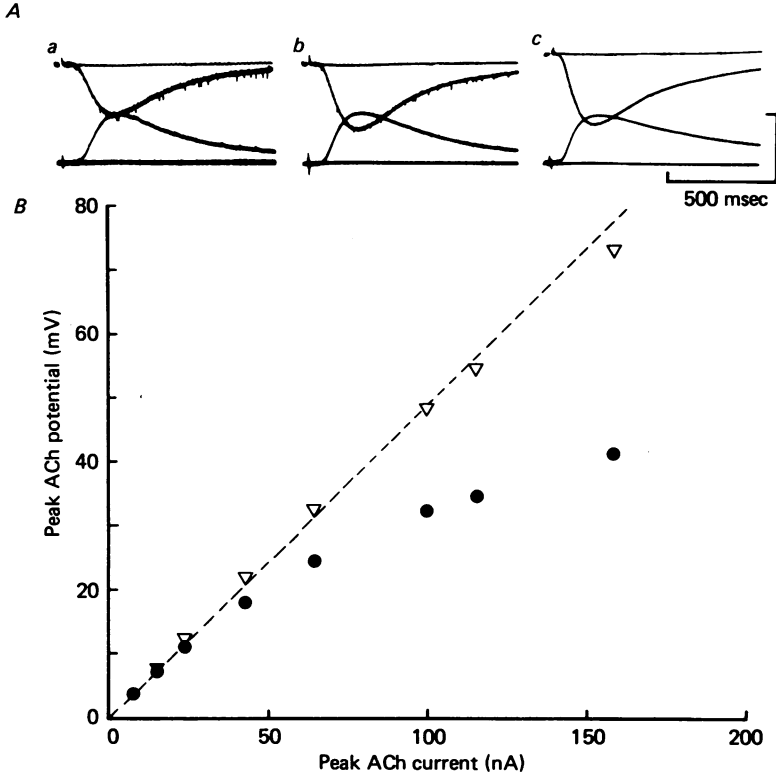 A
a
b
c
500 msec
B
80
60
40
20
0
Peak ACh potential (mV)
0
50
100
150
200
Peak ACh current (nA)